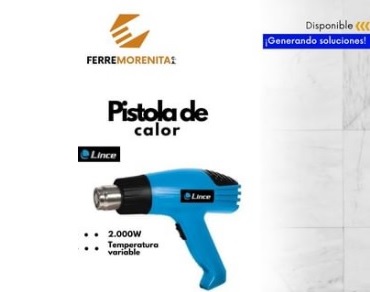 Disponible
¡Generando soluciones!
FERREMORENITA
Pistola de
calor
Lince
Lince
2.000W
Temperatura
variable